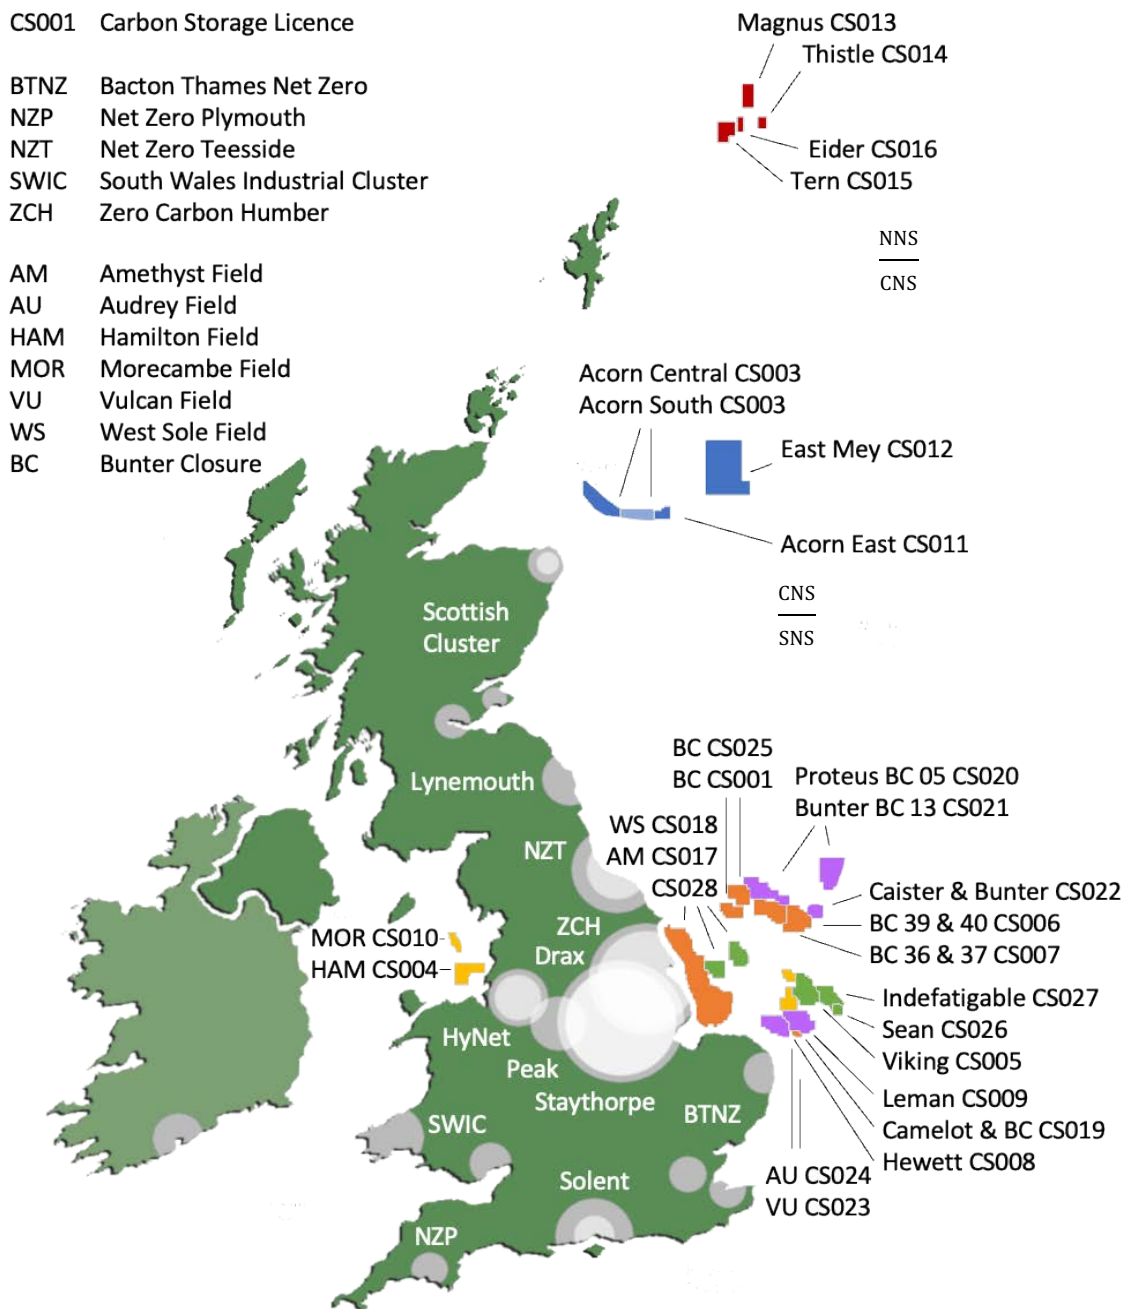 CS001 Carbon Storage Licence
BTNZ Bacton Thames Net Zero
NZP Net Zero Plymouth
NZT Net Zero Teesside
SWIC South Wales Industrial Cluster
ZCH Zero Carbon Humber
AM Amethyst Field
AU Audrey Field
HAM Hamilton Field
MOR Morecambe Field
VU Vulcan Field
WS West Sole Field
BC Bunter Closure
Magnus CS013
Thistle CS014
Eider CS016
Tern CS015
NNS
CNS
Acorn Central CS003
Acorn South CS003
East Mey CS012
Acorn East CS011
CNS
SNS
Scottish
Cluster
Lynemouth
NZT
ZCH
Drax
BC CS025
BC CS001
Proteus BC 05 CS020
Bunter BC 13 CS021
WS CS018
AM CS017
CS028
Caister & Bunter CS022
BC 39 & 40 CS006
BC 36 & 37 CS007
MOR CS010
HAM CS004
Indefatigable CS027
Sean CS026
Viking CS005
Leman CS009
Camelot & BC CS019
Hewett CS008
HyNet
Peak
Staythorpe
BTNZ
SWIC
Solent
AU CS024
VU CS023
NZP